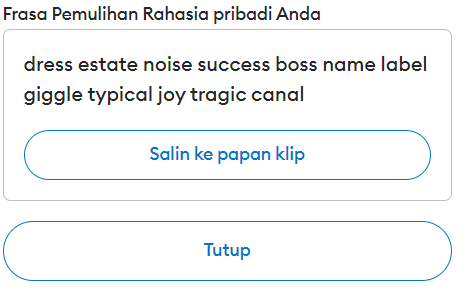 Frasa Pemulihan Rahasia pribadi Anda
dress estate noise success boss name label
giggle typical joy tragic canal
Salin ke papan klip
Tutup